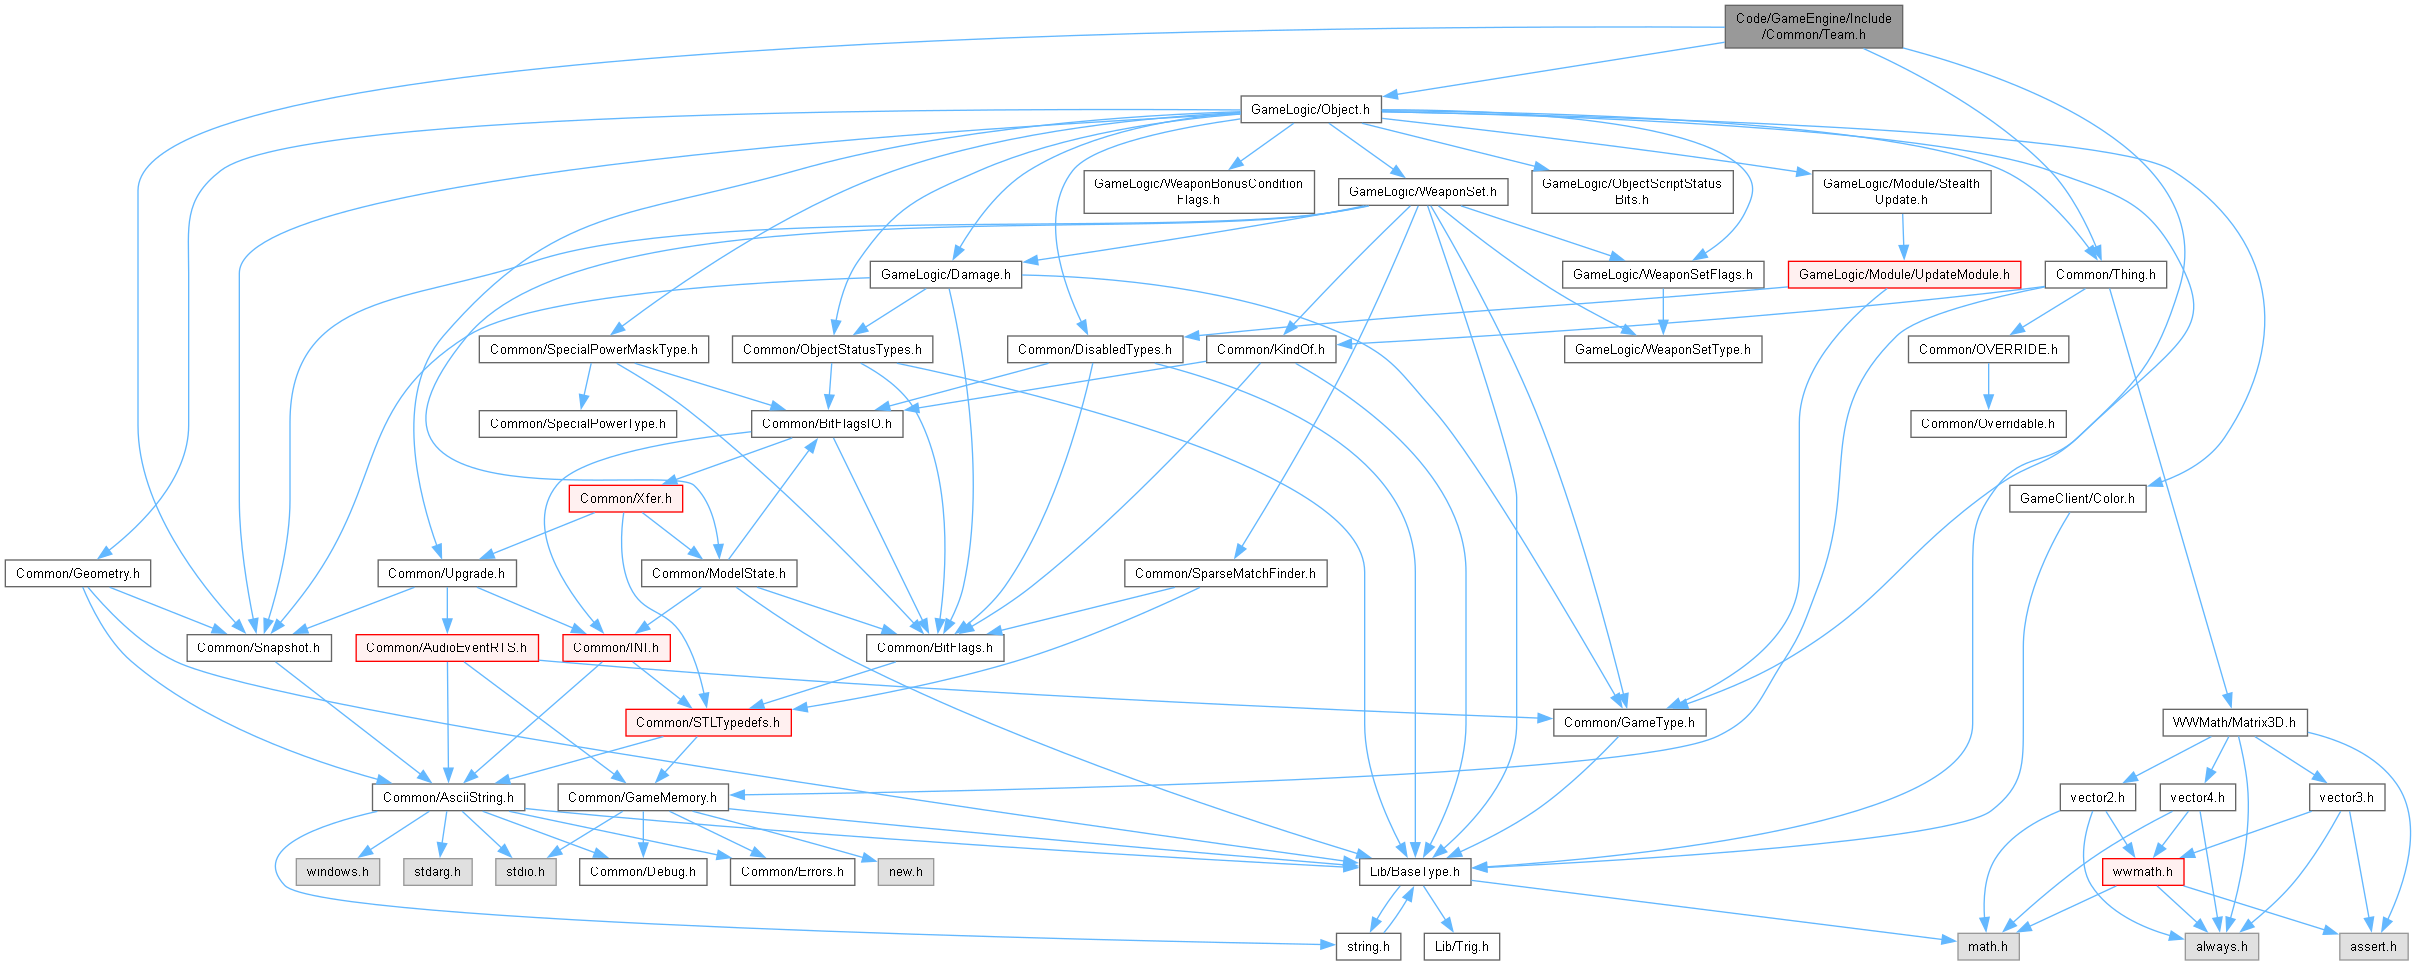 Code/GameEngine/Include
/Common/Team.h
GameLogic/Object.h
GameLogic/WeaponBonusCondition
Flags.h
GameLogic/WeaponSet.h
GameLogic/ObjectScriptStatus
Bits.h
GameLogic/Module/Stealth
Update.h
GameLogic/Damage.h
GameLogic/WeaponSetFlags.h
GameLogic/Module/UpdateModule.h
Common/Thing.h
Common/SpecialPowerMaskType.h
Common/ObjectStatusTypes.h
Common/DisabledTypes.h
Common/KindOf.h
GameLogic/WeaponSetType.h
Common/OVERRIDE.h
Common/SpecialPowerType.h
Common/BitFlagsIO.h
Common/Overridable.h
Common/Xfer.h
GameClient/Color.h
Common/Geometry.h
Common/Upgrade.h
Common/ModelState.h
Common/SparseMatchFinder.h
Common/Snapshot.h
Common/AudioEventRTS.h
Common/INI.h
Common/BitFlags.h
Common/STLTypedefs.h
Common/GameType.h
WWMath/Matrix3D.h
Common/AsciiString.h
Common/GameMemory.h
vector2.h
vector4.h
vector3.h
windows.h
stdarg.h
stdio.h
Common/Debug.h
Common/Errors.h
new.h
Lib/BaseType.h
wwmath.h
string.h
Lib/Trig.h
math.h
always.h
assert.h